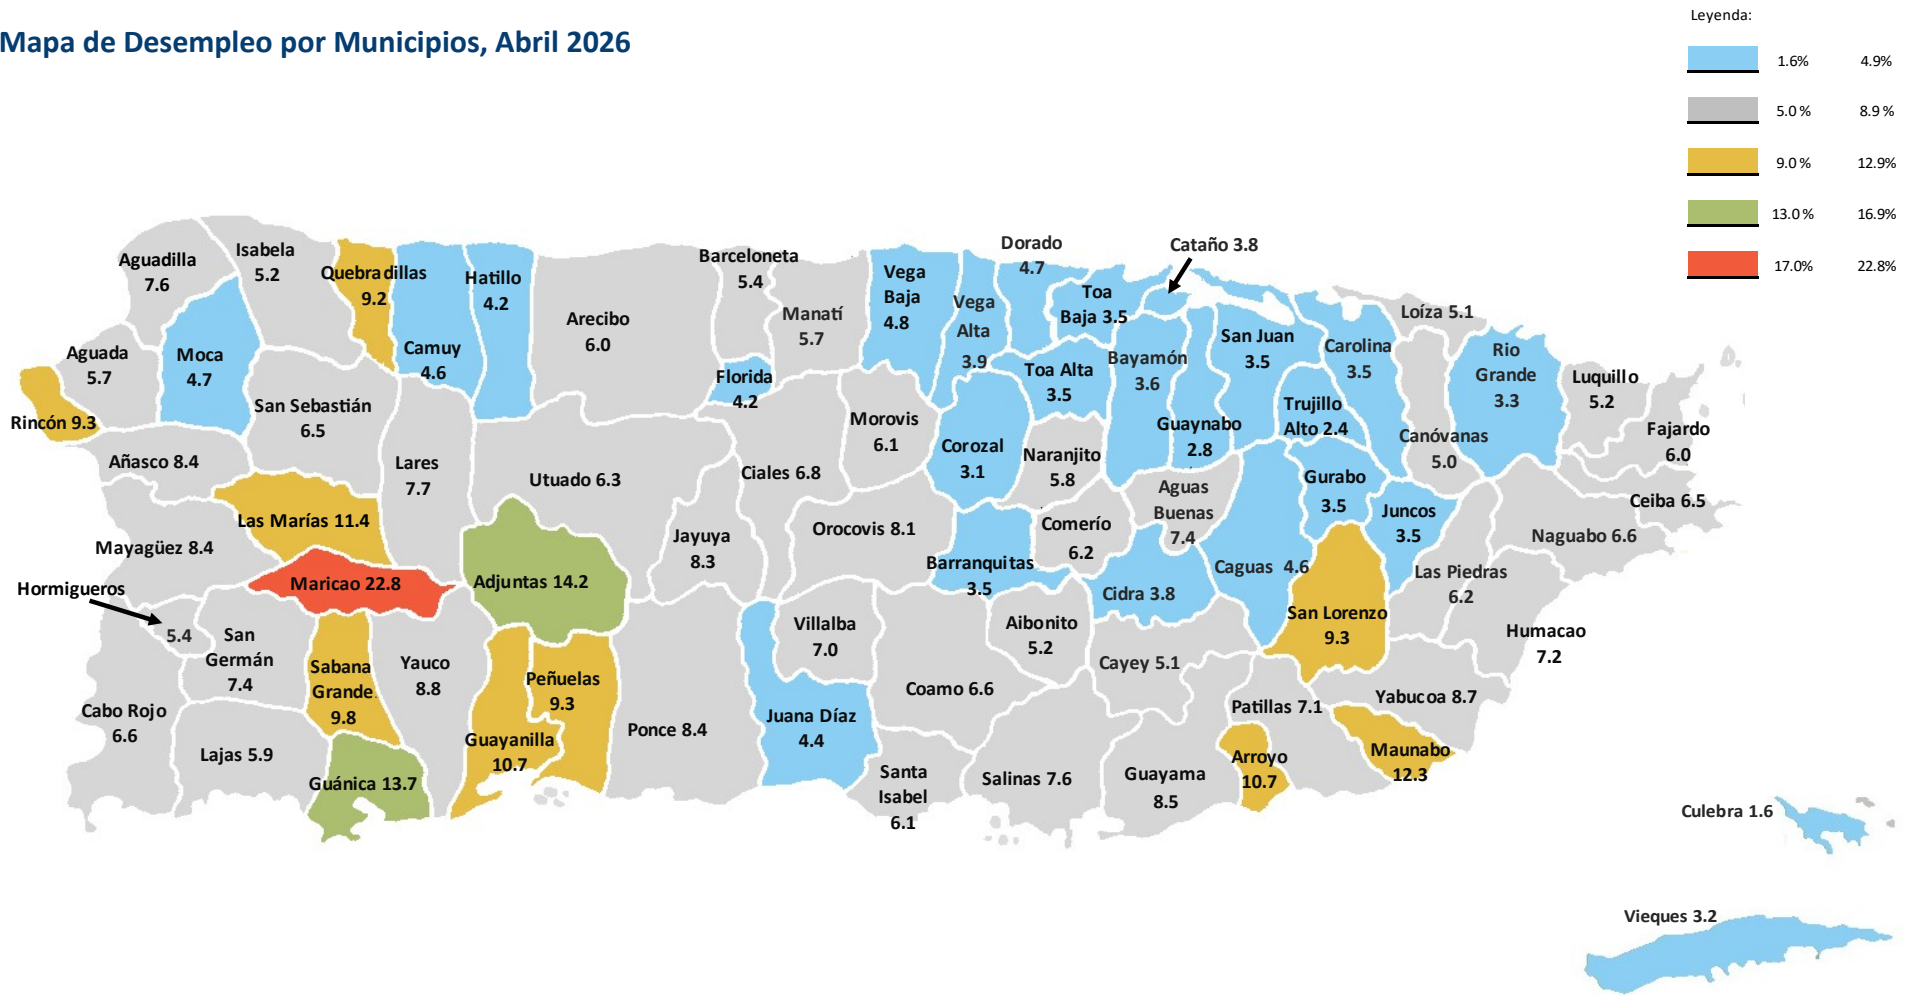 Leyenda:
Mapa de Desempleo por Municipios, Abril 2026
1.6% 4.9%
5.0 % 8.9 %
9.0 % 12.9%
13.0 % 16.9%
17.0% 22.8%
Aguadilla
7.6
Isabela
5.2
Quebradillas
9.2
Camuy
4.6
Hatillo
4.2
Arecibo
6.0
Barceloneta
5.4
Manatí
5.7
Florida
4.2
Vega
Baja
4.8
Vega
Alta
3.9
Dorado
4.7
Toa
Baja 3.5
Cataño 3.8
Toa Alta
3.5
Bayamón
3.6
Guaynabo
2.8
San Juan
3.5
Trujillo
Alto 2.4
Carolina
3.5
Loíza 5.1
Canóvanas
5.0
Rio
Grande
3.3
Luquillo
5.2
Fajardo
6.0
Ceiba 6.5
Naguabo 6.6
Aguada
5.7
Moca
4.7
Rincón 9.3
San Sebastián
6.5
Añasco 8.4
Lares
7.7
Utuado 6.3
Ciales 6.8
Morovis
6.1
Corozal
3.1
Naranjito
5.8
Aguas
Buenas
7.4
Gurabo
3.5
Juncos
3.5
Las Marías 11.4
Mayagüez 8.4
Maricao 22.8
Adjuntas 14.2
Jayuya
8.3
Orocovis 8.1
Barranquitas
3.5
Comerío
6.2
Cidra 3.8
Caguas 4.6
San Lorenzo
9.3
Las Piedras
6.2
Humacao
7.2
Hormigueros
5.4
San
Germán
7.4
Sabana
Grande
9.8
Yauco
8.8
Guayanilla
10.7
Peñuelas
9.3
Ponce 8.4
Villalba
7.0
Juana Díaz
4.4
Coamo 6.6
Aibonito
5.2
Cayey 5.1
Patillas 7.1
Yabucoa 8.7
Maunabo
12.3
Cabo Rojo
6.6
Lajas 5.9
Guánica 13.7
Santa
Isabel
6.1
Salinas 7.6
Guayama
8.5
Arroyo
10.7
Culebra 1.6
Vieques 3.2